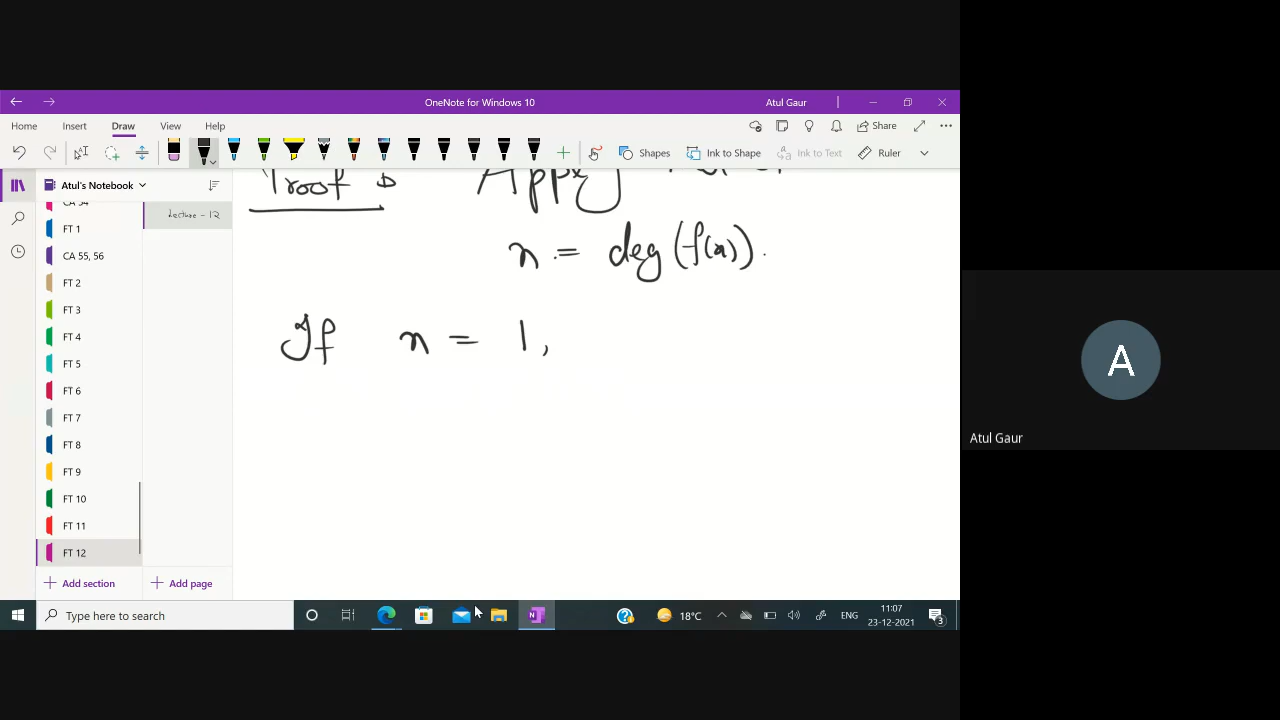 OneNote for Windows 10
Atul Gaur
Home Insert Draw View Help
Share
Shapes
Ink to Shape
Ink to Text
Ruler
Atul's Notebook
CA 54
FT 1
CA 55, 56
FT 2
FT 3
FT 4
FT 5
FT 6
FT 7
FT 8
FT 9
FT 10
FT 11
FT 12
Add section
Lecture - 12
Add page
Proof Apply
n = deg (f(x)).
If n = 1,
Type here to search
18°C
ENG
11:07
23-12-2021
3
A
Atul Gaur